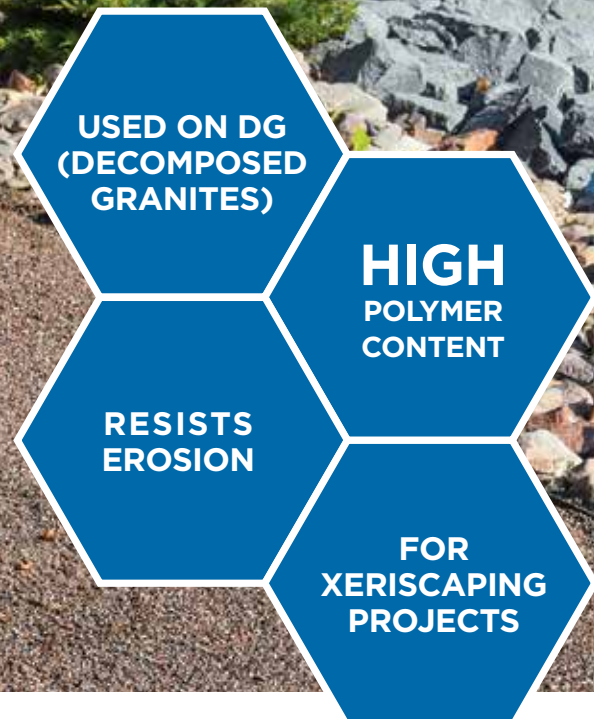 USED ON DG
(DECOMPOSED
GRANITES)
HIGH
POLYMER
CONTENT
RESISTS
EROSION
FOR
XERISCAPING
PROJECTS